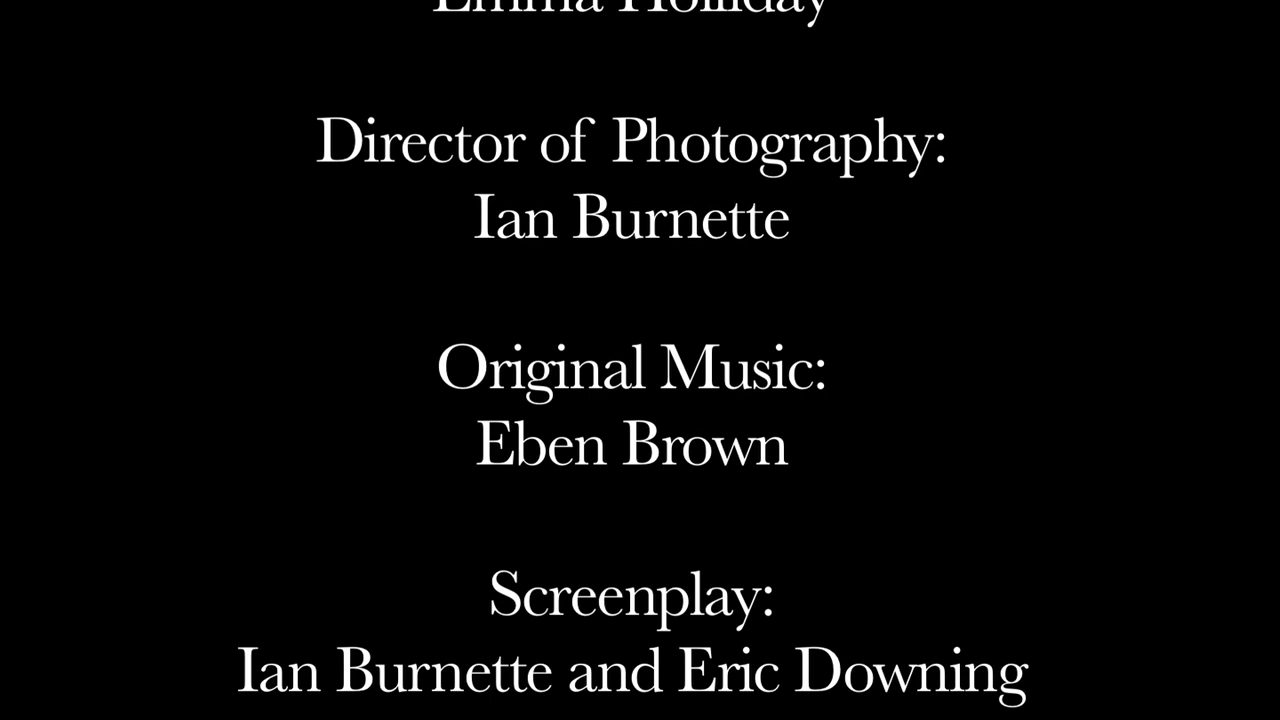 Emma Holliday
Director of Photography:
Ian Burnette
Original Music:
Eben Brown
Screenplay:
Ian Burnette and Eric Downing